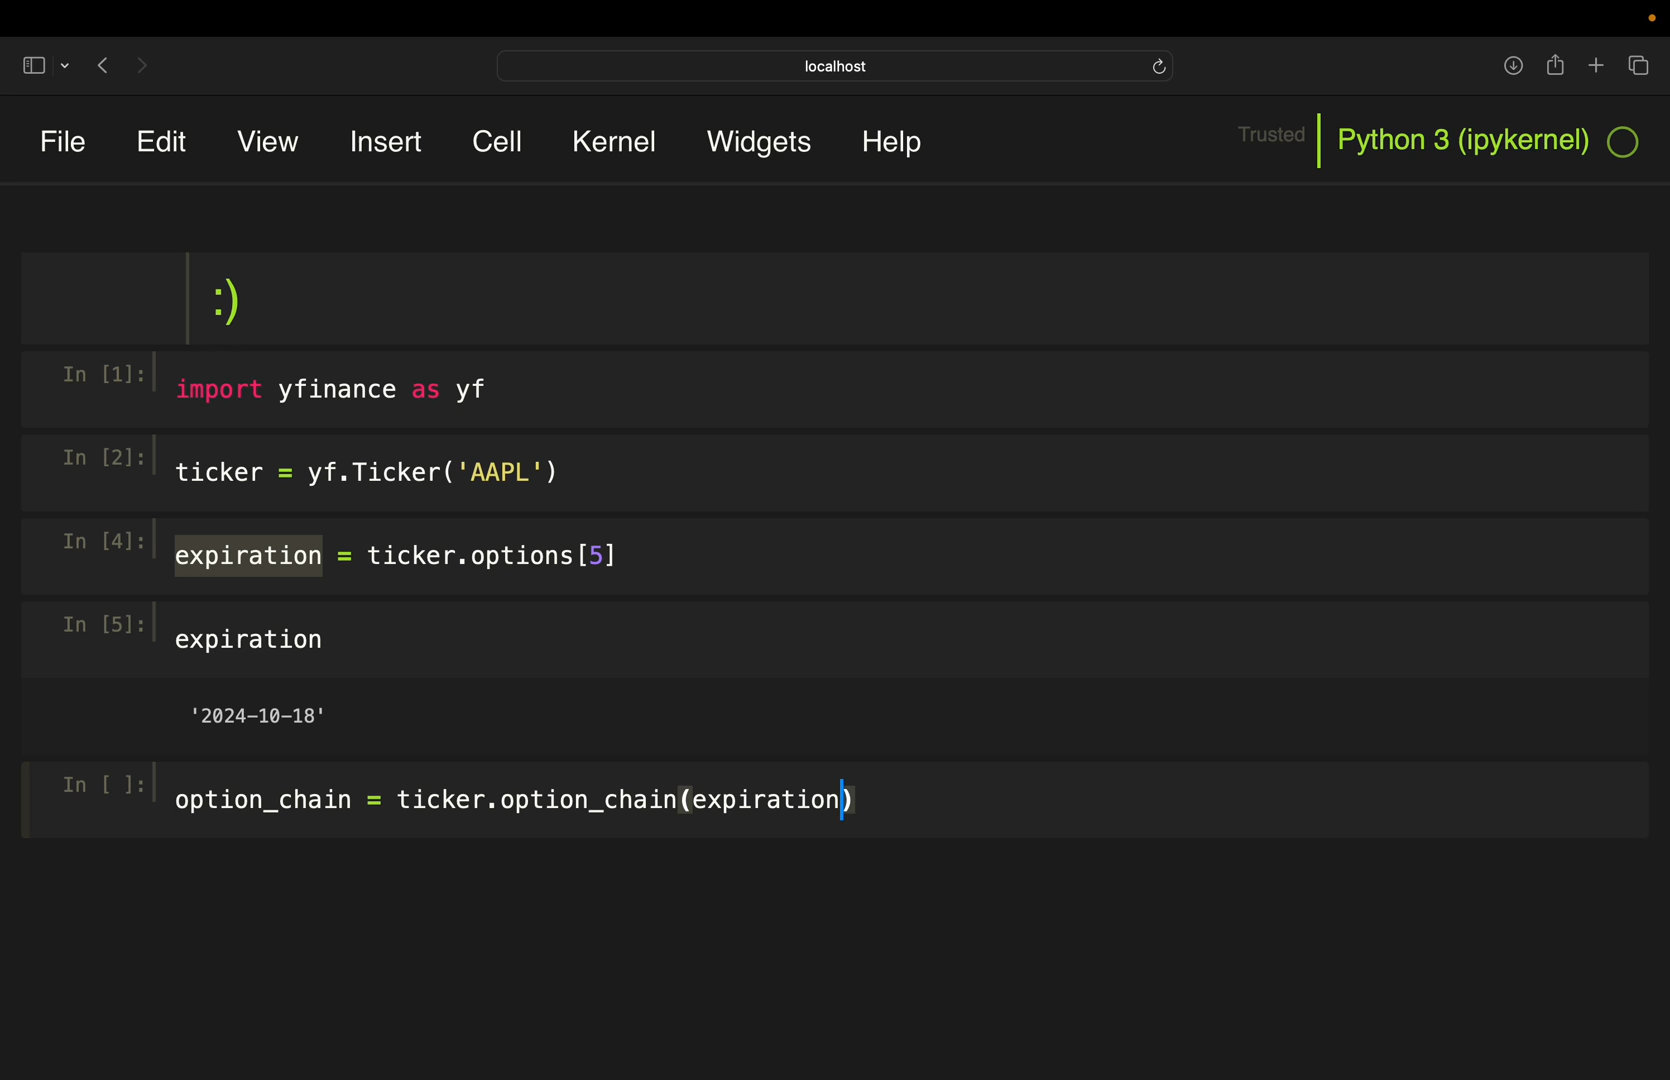 localhost
File Edit View Insert Cell Kernel Widgets Help Trusted Python 3 (ipykernel)
:)
In [1]: import yfinance as yf
In [2]: ticker = yf.Ticker('AAPL')
In [4]: expiration = ticker.options[5]
In [5]: expiration
'2024-10-18'
In [ ]: option_chain = ticker.option_chain(expiration)